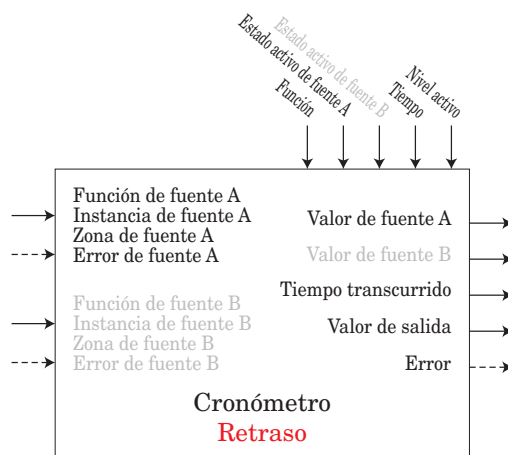 Función
Estado activo de fuente A
Estado activo de fuente B
Tiempo
Nivel activo
Función de fuente A
Instancia de fuente A
Zona de fuente A
Error de fuente A
Función de fuente B
Instancia de fuente B
Zona de fuente B
Error de fuente B
Valor de fuente A
Valor de fuente B
Tiempo transcurrido
Valor de salida
Error
Cronómetro
Retraso